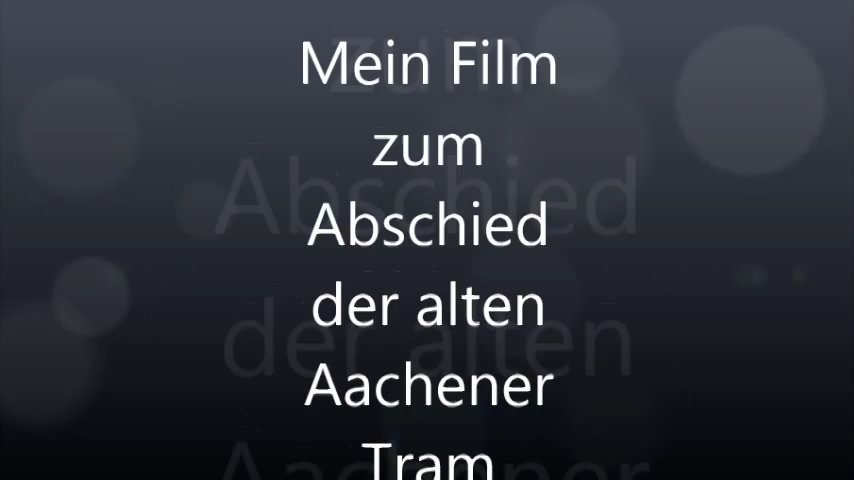 Mein Film
zum
Abschied
der alten
Aachener
Tram